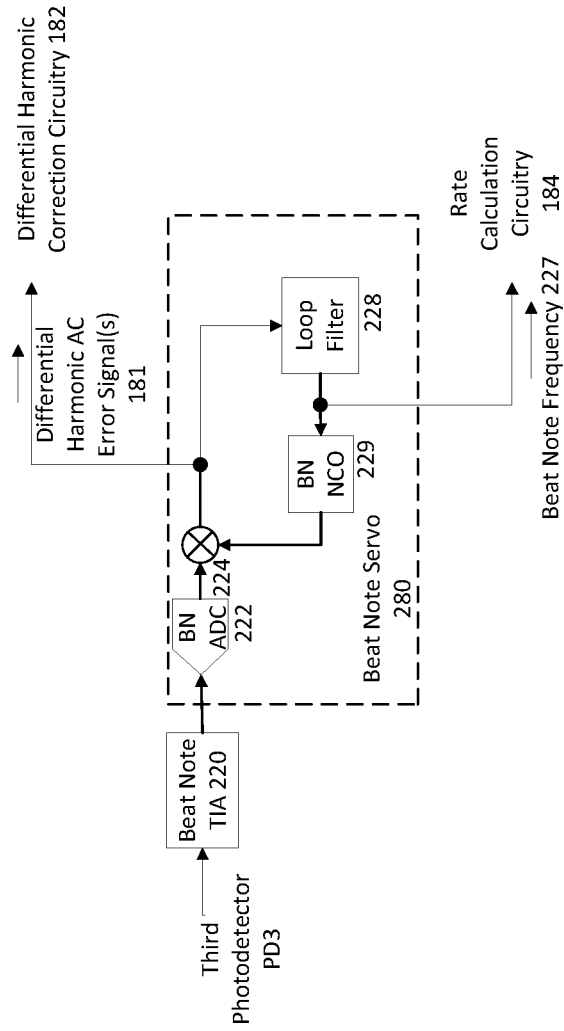 Third
Photodetector
PD3
Beat Note
TIA 220
BN
ADC
222
224
Differential
Harmonic AC
Error Signal(s)
181
Differential Harmonic
Correction Circuitry 182
Loop
Filter
228
BN
NCO
229
Beat Note Servo
280
Rate
Calculation
Circuitry
184
Beat Note Frequency 227